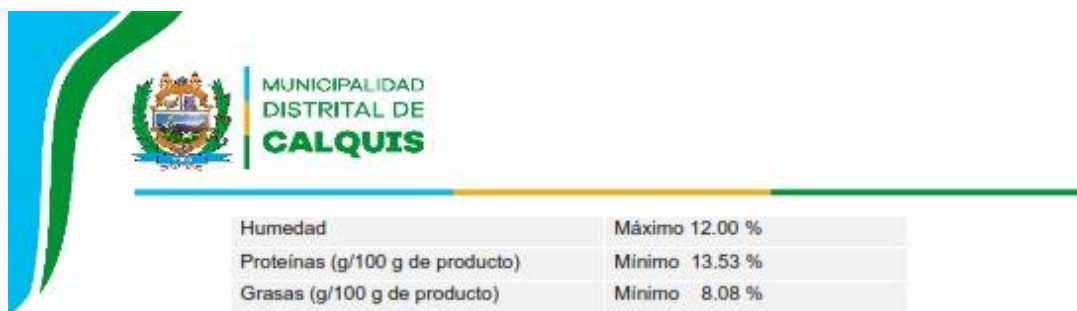 MUNICIPALIDAD
DISTRITAL DE
CALQUIS
Humedad Máximo 12.00 %
Proteínas (g/100 g de producto) Mínimo 13.53 %
Grasas (g/100 g de producto) Mínimo 8.08 %